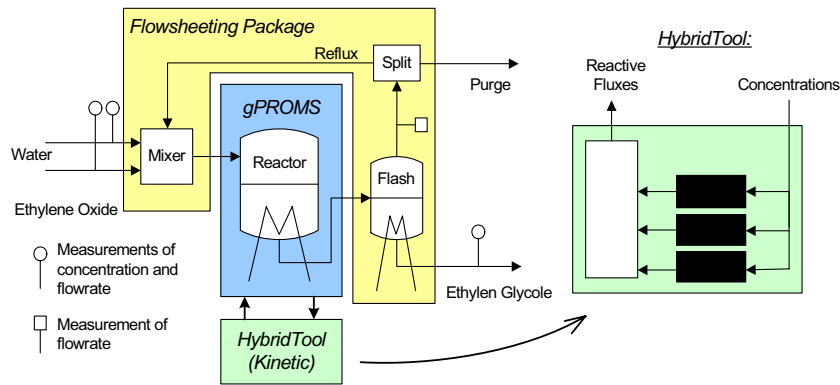 Flowsheeting Package
HybridTool:
Reflux
Split
Purge
Reactive
Fluxes
Concentrations
gPROMS
Water
Mixer
Reactor
Flash
Ethylene Oxide
Measurements of
concentration and
flowrate
Ethylen Glycole
Measurement of
flowrate
HybridTool
(Kinetic)